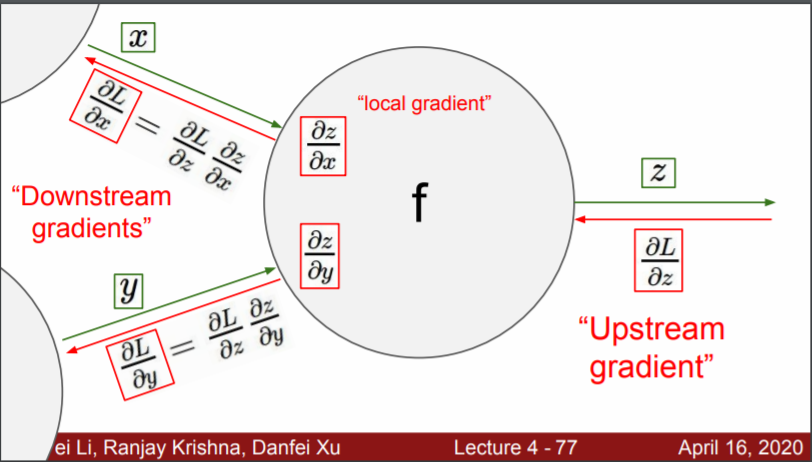 x
∂L/∂x = ∂L/∂z ∂z/∂x
“local gradient”
∂z/∂x
“Downstream
gradients”
f
z
∂z/∂y
∂L/∂z
y
∂L/∂y = ∂L/∂z ∂z/∂y
“Upstream
gradient”
ei Li, Ranjay Krishna, Danfei Xu
Lecture 4 - 77
April 16, 2020